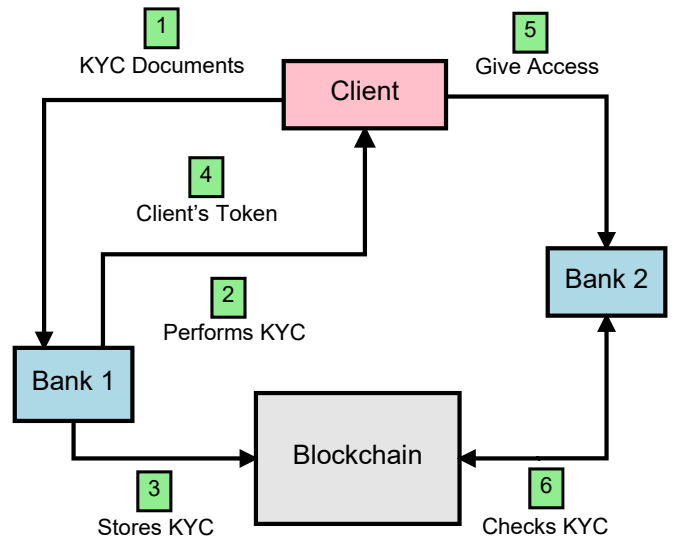 1
KYC Documents
5
Give Access
Client
4
Client's Token
2
Performs KYC
Bank 2
Bank 1
Blockchain
3
Stores KYC
6
Checks KYC